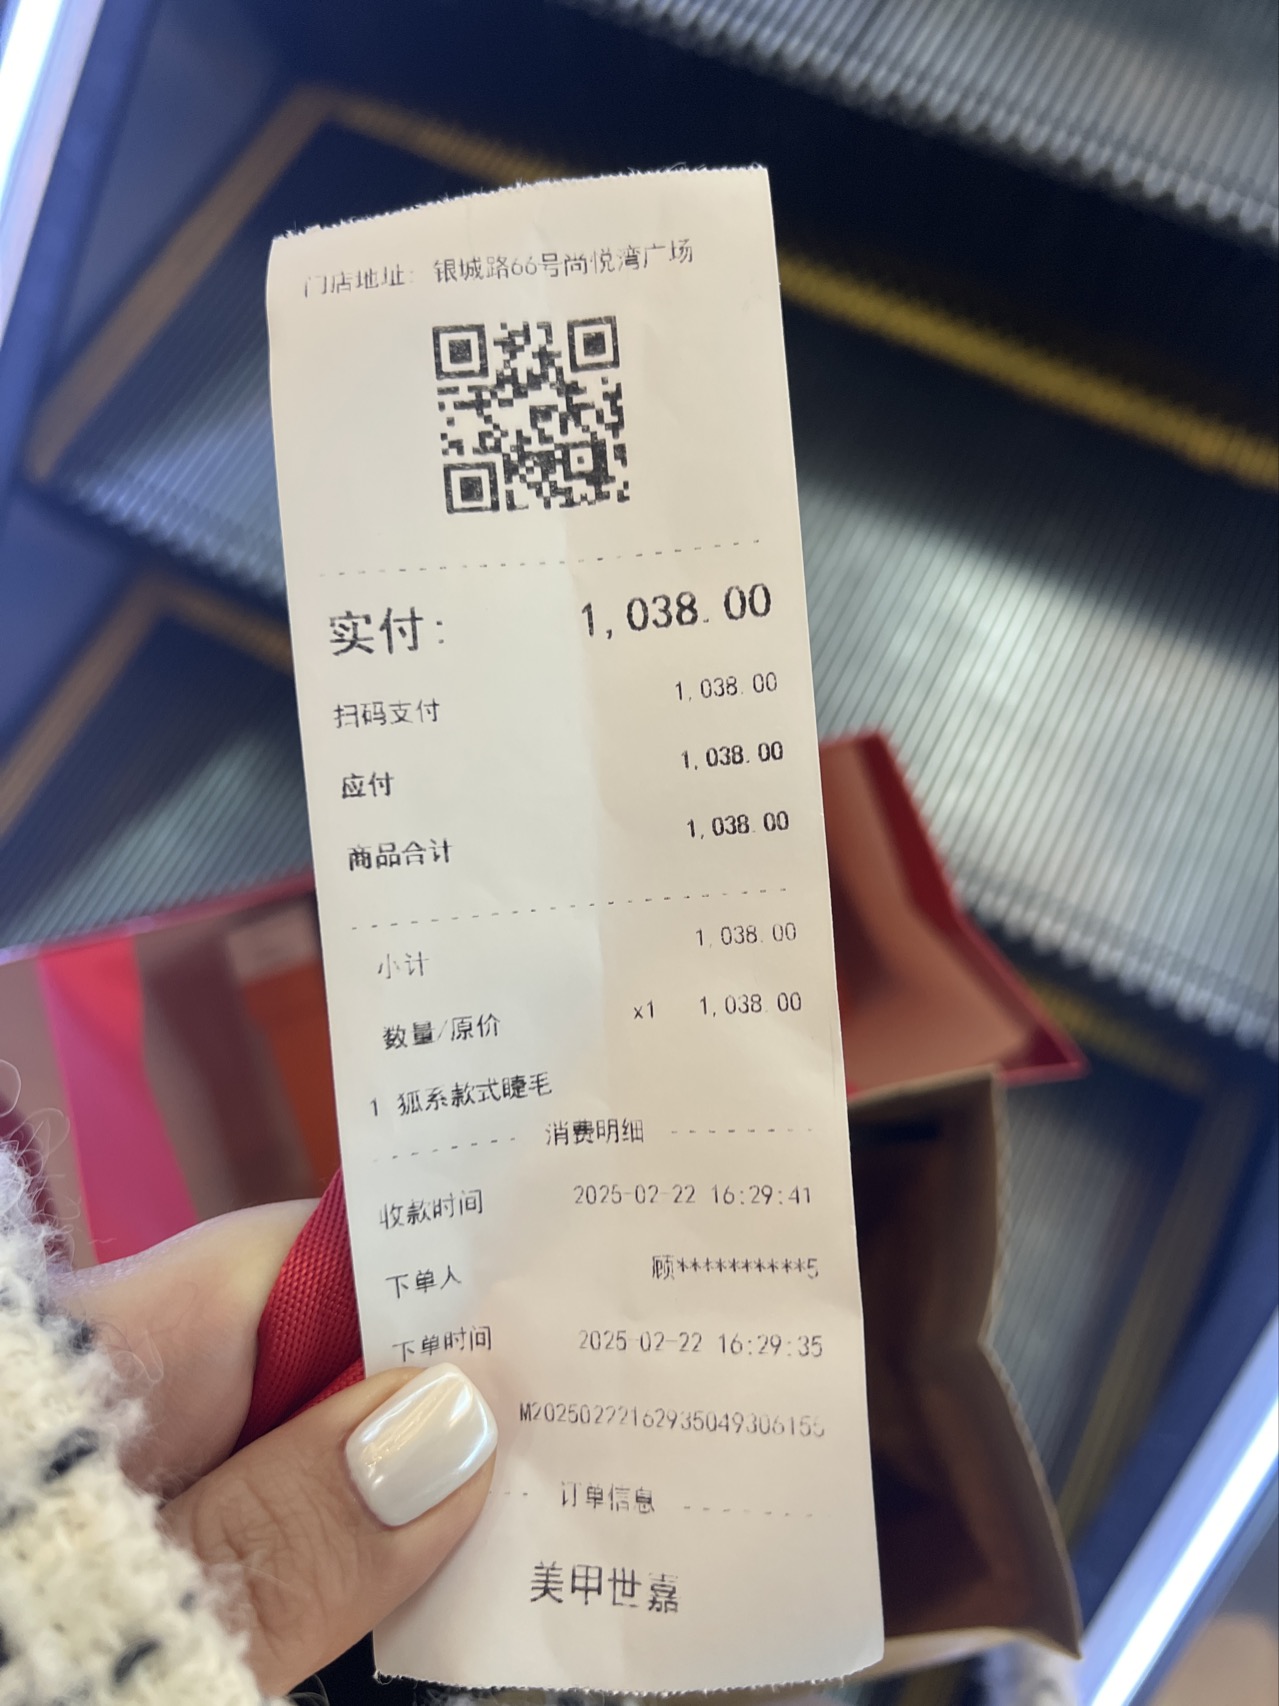 门店地址: 银城路66号尚悦湾广场
实付: 1,038.00
扫码支付 1,038.00
应付 1,038.00
商品合计 1,038.00
小计 1,038.00
数量/原价 x1 1,038.00
1 狐系款式睫毛
消费明细
收款时间 2025-02-22 16:29:41
下单人 顾**********5
下单时间 2025-02-22 16:29:35
M20250222162935049306155
订单信息
美甲世嘉